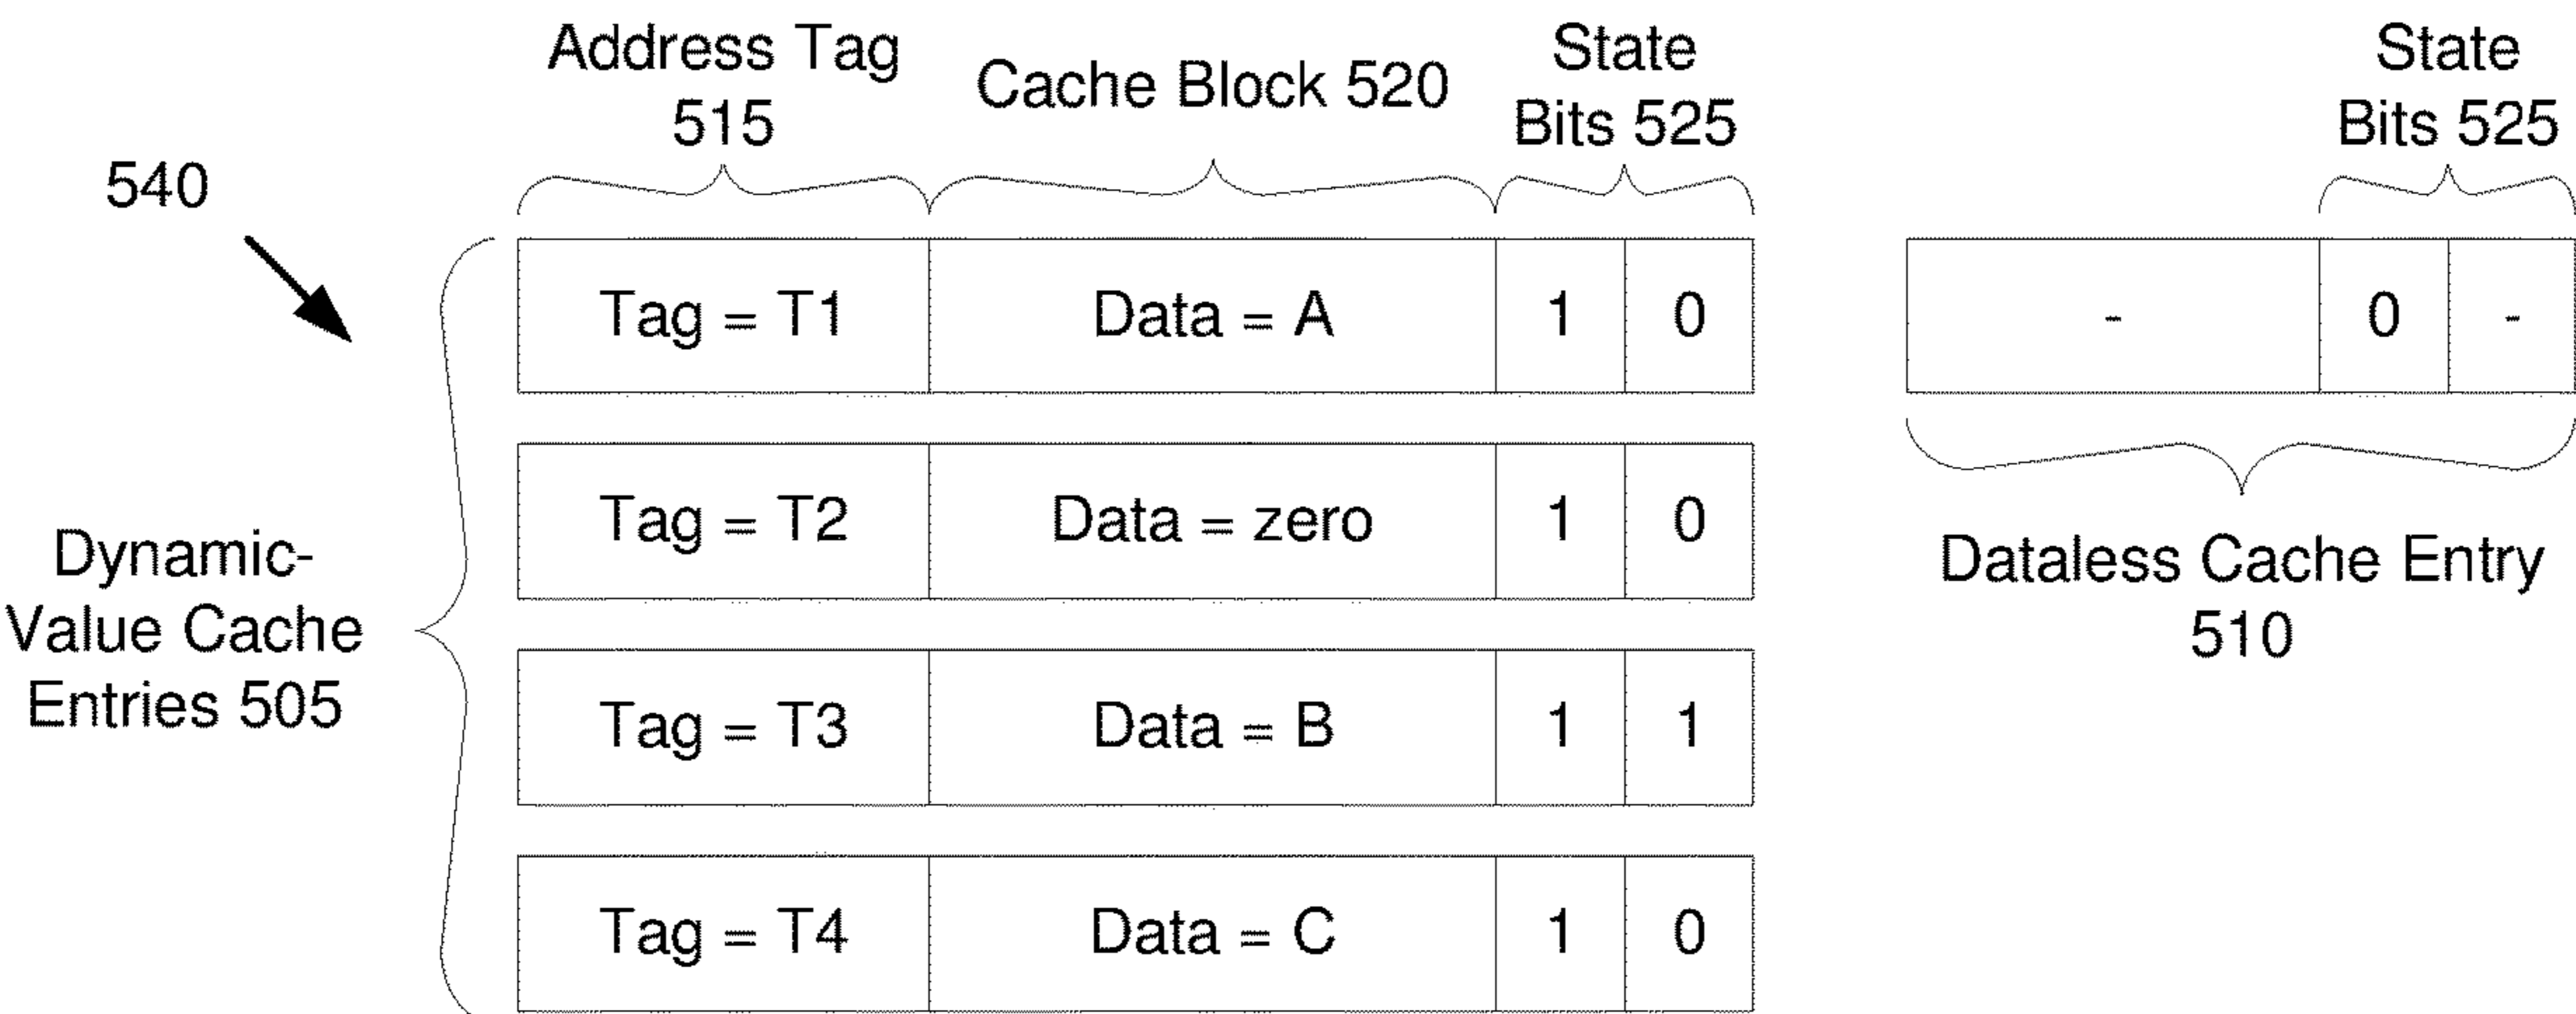 Address Tag
515
Cache Block 520
State
Bits 525
State
Bits 525
540
Tag = T1 Data = A 1 0
- 0 -
Tag = T2 Data = zero 1 0
Dynamic-
Value Cache
Entries 505
Dataless Cache Entry
510
Tag = T3 Data = B 1 1
Tag = T4 Data = C 1 0